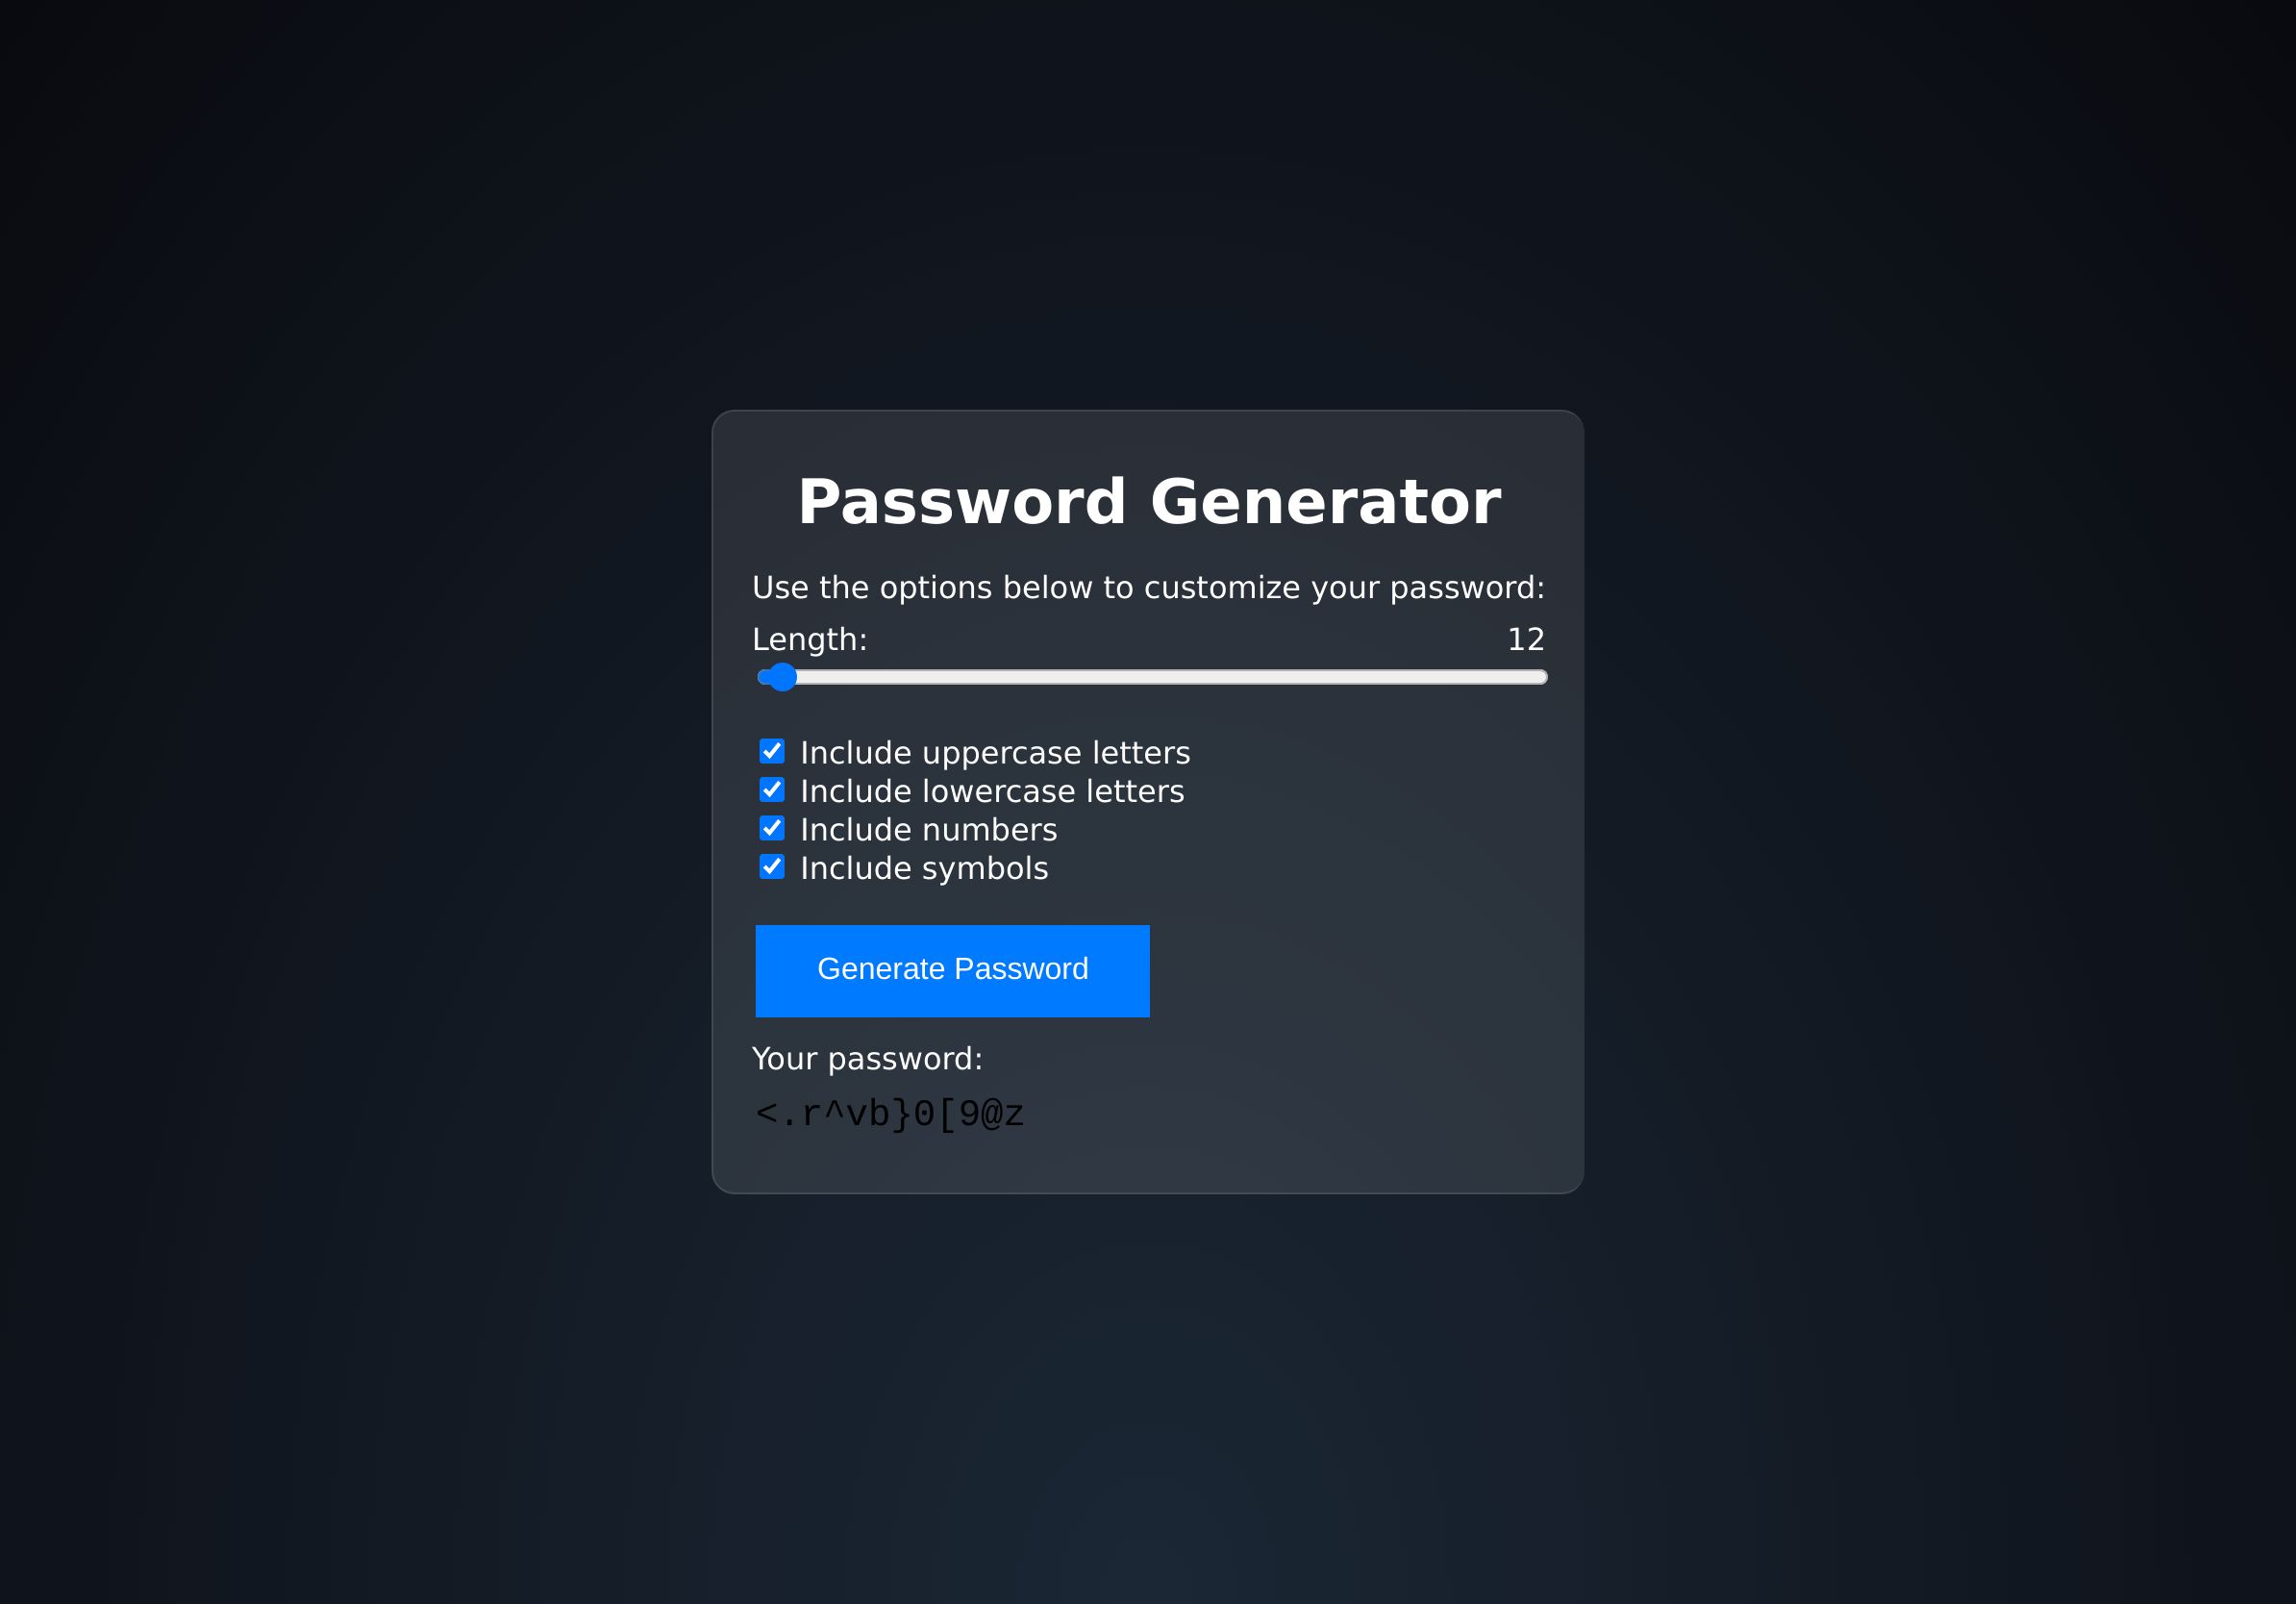 Password Generator
Use the options below to customize your password:
Length: 12
Include uppercase letters
Include lowercase letters
Include numbers
Include symbols
Generate Password
Your password:
<.r^vb}0[9@z